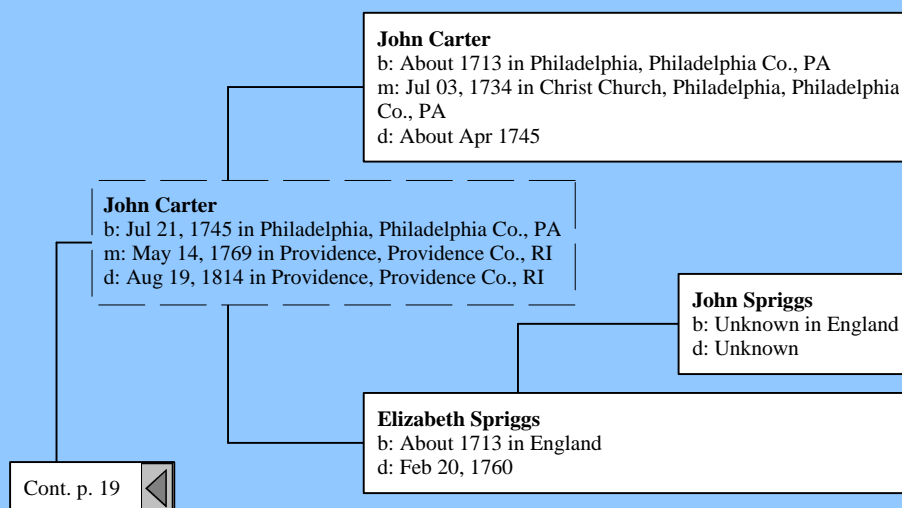 John Carter
b: About 1713 in Philadelphia, Philadelphia Co., PA
m: Jul 03, 1734 in Christ Church, Philadelphia, Philadelphia
Co., PA
d: About Apr 1745
John Carter
b: Jul 21, 1745 in Philadelphia, Philadelphia Co., PA
m: May 14, 1769 in Providence, Providence Co., RI
d: Aug 19, 1814 in Providence, Providence Co., RI
John Spriggs
b: Unknown in England
d: Unknown
Elizabeth Spriggs
b: About 1713 in England
d: Feb 20, 1760
Cont. p. 19